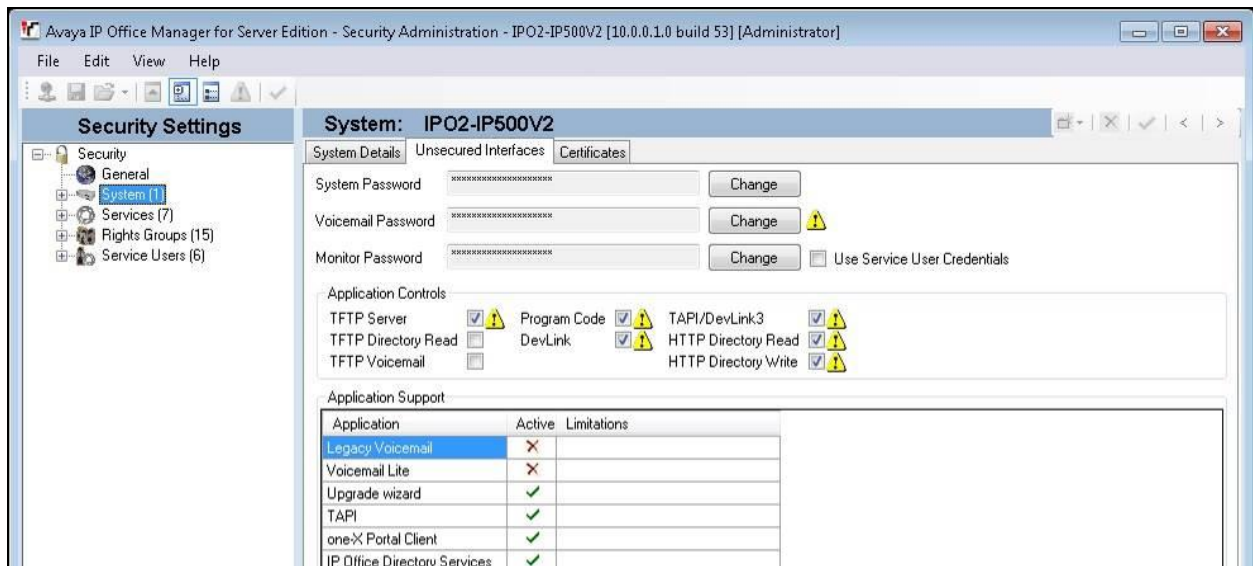 Avaya IP Office Manager for Server Edition - Security Administration - IPO2-IP500V2 [10.0.0.1.0 build 53] [Administrator]
File Edit View Help
Security Settings
Security
General
System (1)
Services (7)
Rights Groups (15)
Service Users (6)
System: IPO2-IP500V2
System Details Unsecured Interfaces Certificates
System Password xxxxxxxxxxxxxxxxxxxx Change
Voicemail Password xxxxxxxxxxxxxxxxxxxx Change
Monitor Password xxxxxxxxxxxxxxxxxxxx Change Use Service User Credentials
Application Controls
TFTP Server Program Code TAPI/DevLink3
TFTP Directory Read DevLink HTTP Directory Read
TFTP Voicemail HTTP Directory Write
Application Support
Application Active Limitations
Legacy Voicemail
Voicemail Lite
Upgrade wizard
TAPI
one-X Portal Client
IP Office Directory Services